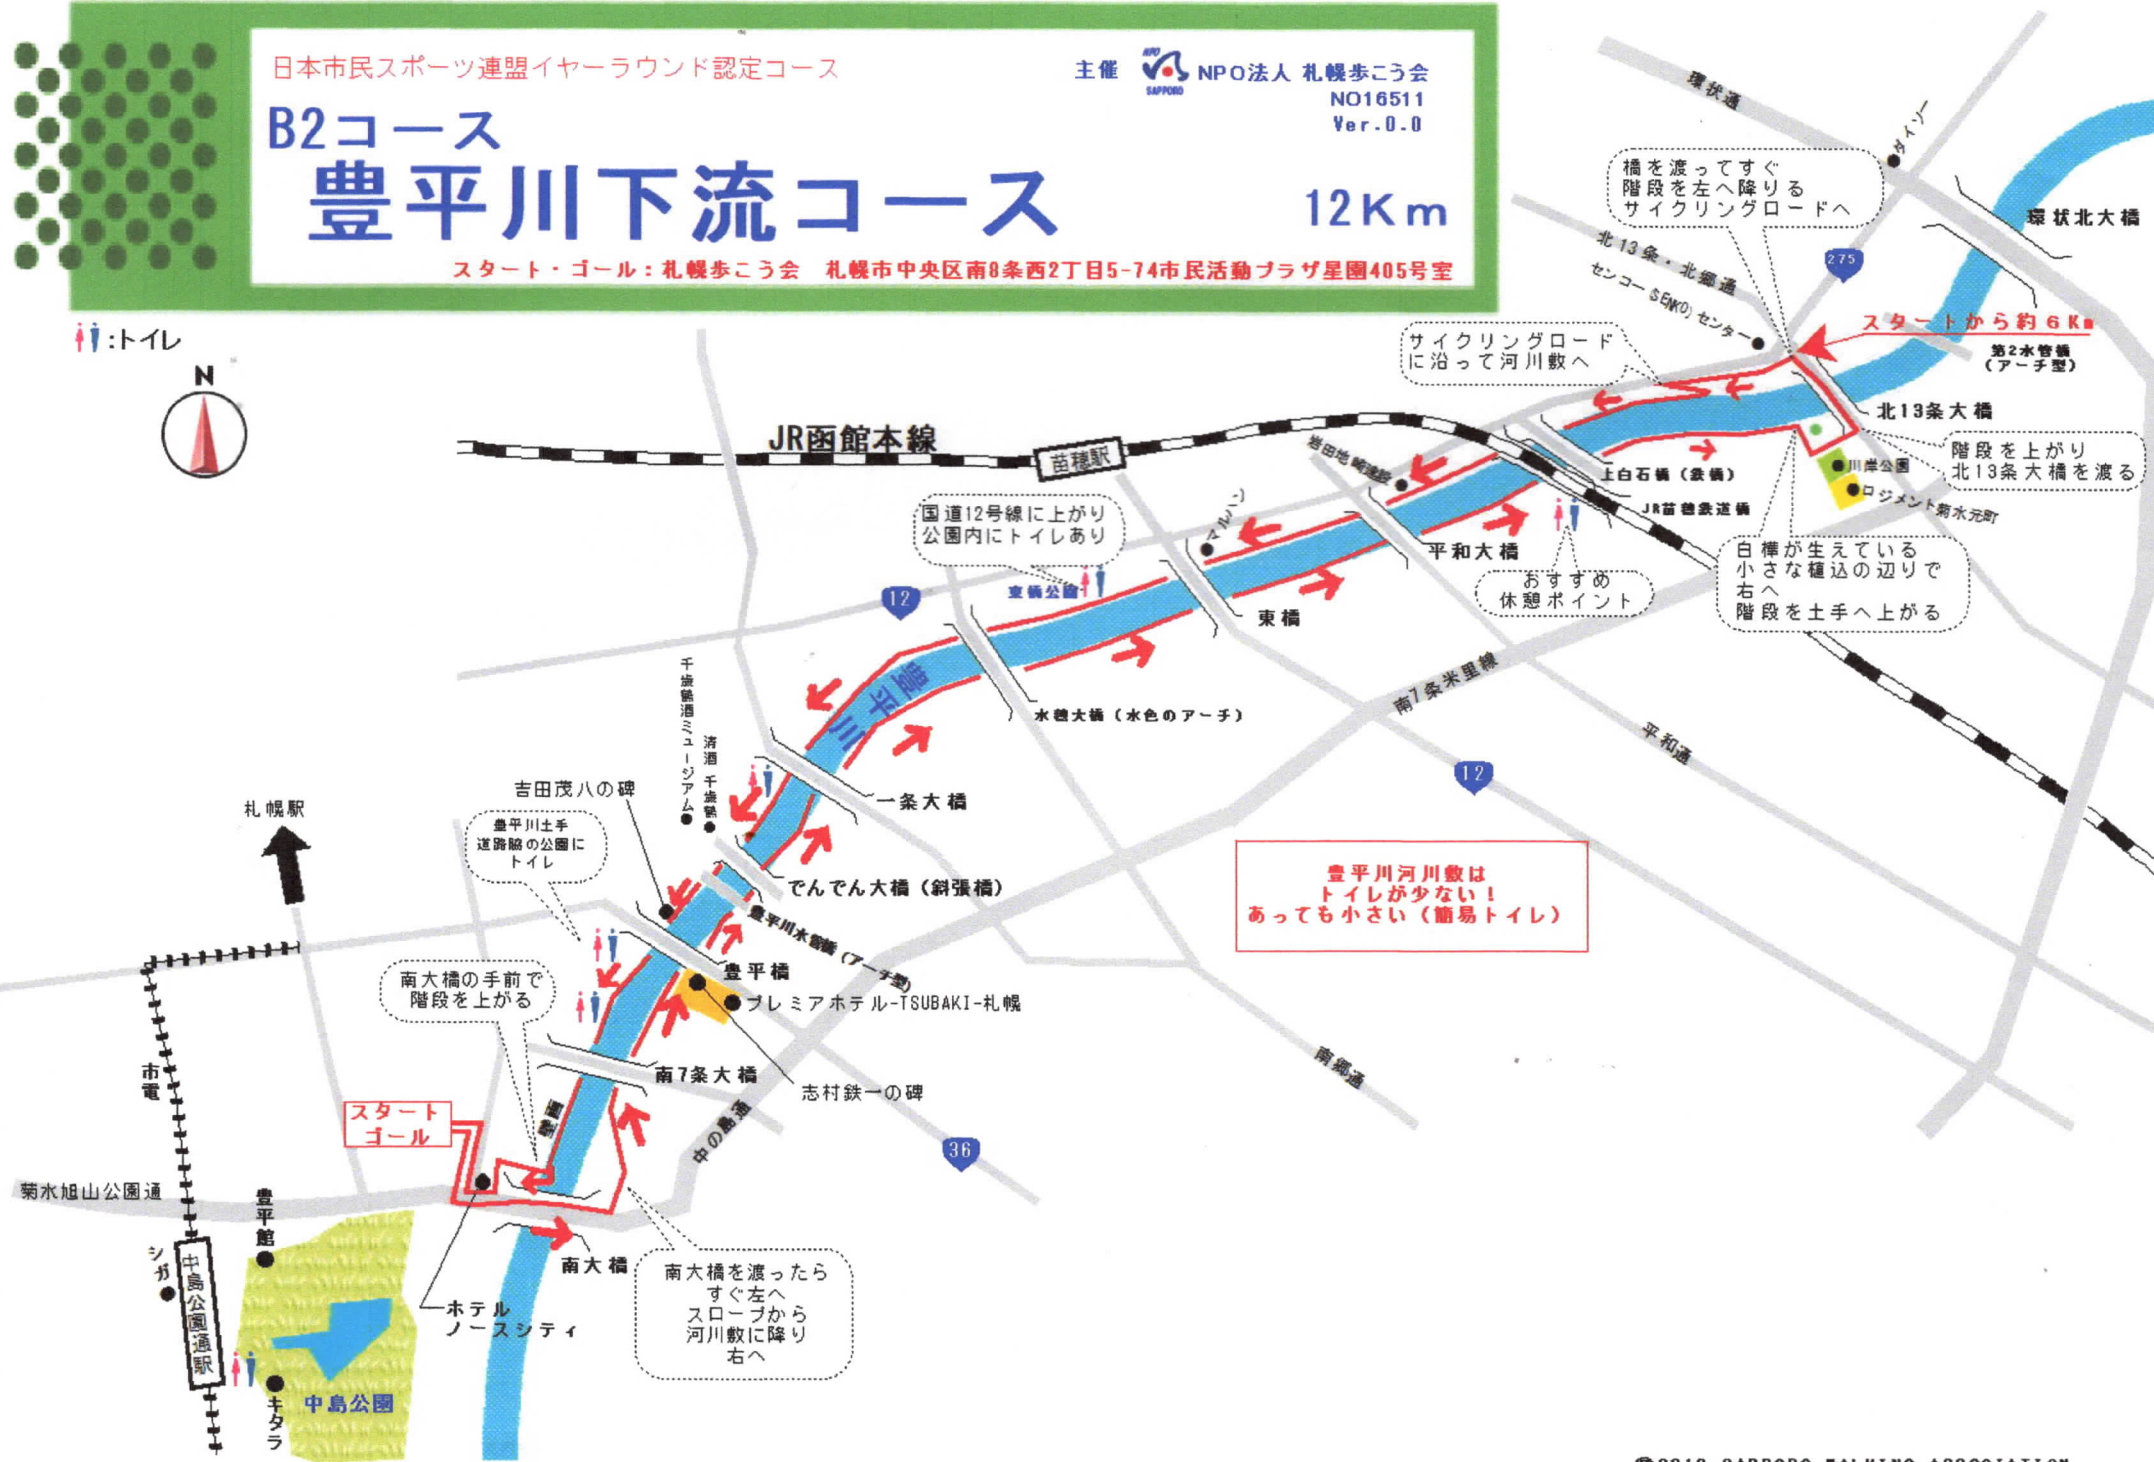 日本市民スポーツ連盟イヤーラウンド認定コース
主催
NPO
SAPPORO
NPO法人 札幌歩こう会
NO16511
Ver.0.0
B2コース
豊平川下流コース
12Km
スタート・ゴール：札幌歩こう会 札幌市中央区南8条西2丁目5-74市民活動プラザ星園405号室
:トイレ
N
環状通
ダイソー
橋を渡ってすぐ
階段を左へ降りる
サイクリングロードへ
環状北大橋
275
北13条・北郷通
センコー(SENKO)センター
スタートから約6Km
第2水管橋
(アーチ型)
サイクリングロード
に沿って河川敷へ
北13条大橋
階段を上がり
北13条大橋を渡る
川岸公園
ロジメント菊水元町
JR函館本線
苗穂駅
岩田地崎建設
上白石橋（鉄橋）
JR苗穂鉄道橋
国道12号線に上がり
公園内にトイレあり
マルハン
平和大橋
白樺が生えている
小さな植込の辺りで
右へ
階段を土手へ上がる
おすすめ
休憩ポイント
東橋公園
12
東橋
豊平川
水穂大橋（水色のアーチ）
南7条米里線
平和通
12
千歳鶴酒ミュージアム
清酒 千歳鶴
吉田茂八の碑
一条大橋
札幌駅
豊平川土手
道路脇の公園に
トイレ
でんでん大橋（斜張橋）
豊平川水管橋（アーチ型）
豊平川河川敷は
トイレが少ない！
あっても小さい（簡易トイレ）
南大橋の手前で
階段を上がる
豊平橋
プレミアホテル-TSUBAKI-札幌
市電
南7条大橋
志村鉄一の碑
南郷通
スタート
ゴール
壁画
中の島通
36
菊水旭山公園通
豊平館
シガ
中島公園通駅
南大橋
南大橋を渡ったら
すぐ左へ
スロープから
河川敷に降り
右へ
ホテル
ノースシティ
キタラ
中島公園